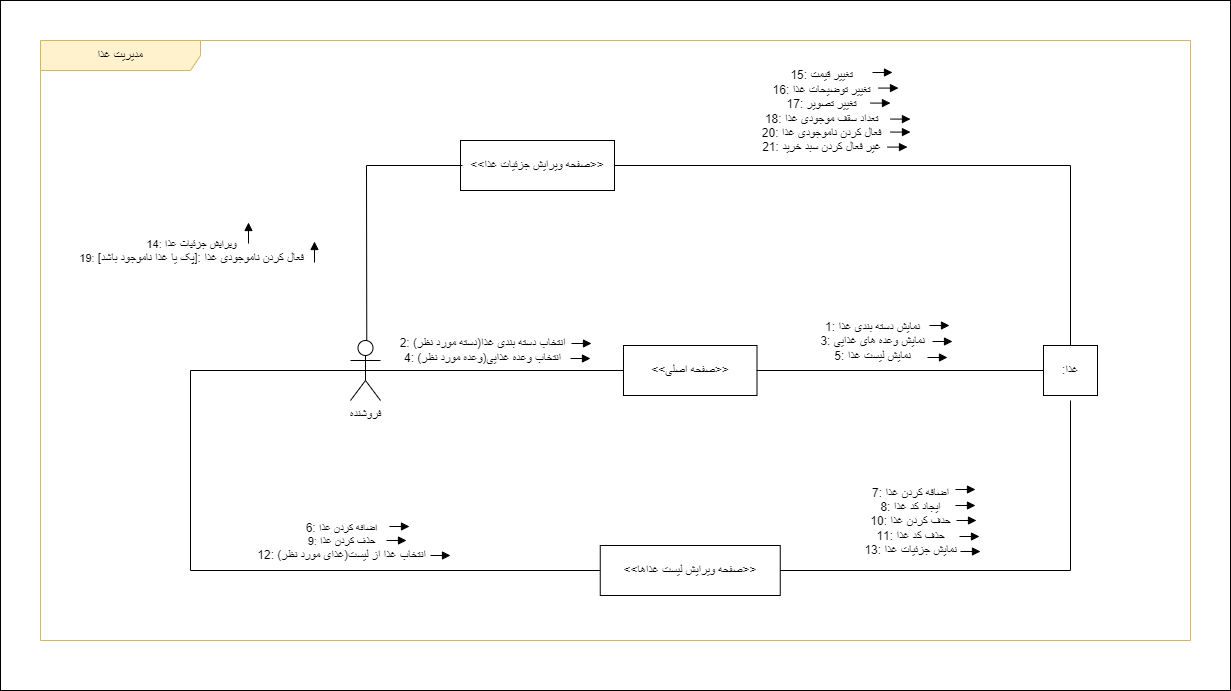 مدیریت غذا
15: تغییر قیمت
16: تغییر توضیحات غذا
17: تغییر تصویر
18: تعداد سقف موجودی غذا
20: فعال کردن ناموجودی غذا
21: غیر فعال کردن سبد خرید
<<صفحه ویرایش جزئیات غذا>>
14: ویرایش جزئیات غذا
19: [پک یا غذا ناموجود باشد]: فعال کردن ناموجودی غذا
1: نمایش دسته بندی غذا
3: نمایش وعده های غذایی
5: نمایش لیست غذا
2: انتخاب دسته بندی غذا(دسته مورد نظر)
4: انتخاب وعده غذایی(وعده مورد نظر)
<<صفحه اصلی>>
:غذا
فروشنده
7: اضافه کردن غذا
8: ایجاد کد غذا
10: حذف کردن غذا
11: حذف کد غذا
13: نمایش جزئیات غذا
6: اضافه کردن غذا
9: حذف کردن غذا
12: انتخاب غذا از لیست(غذای مورد نظر)
<<صفحه ویرایش لیست غذاها>>